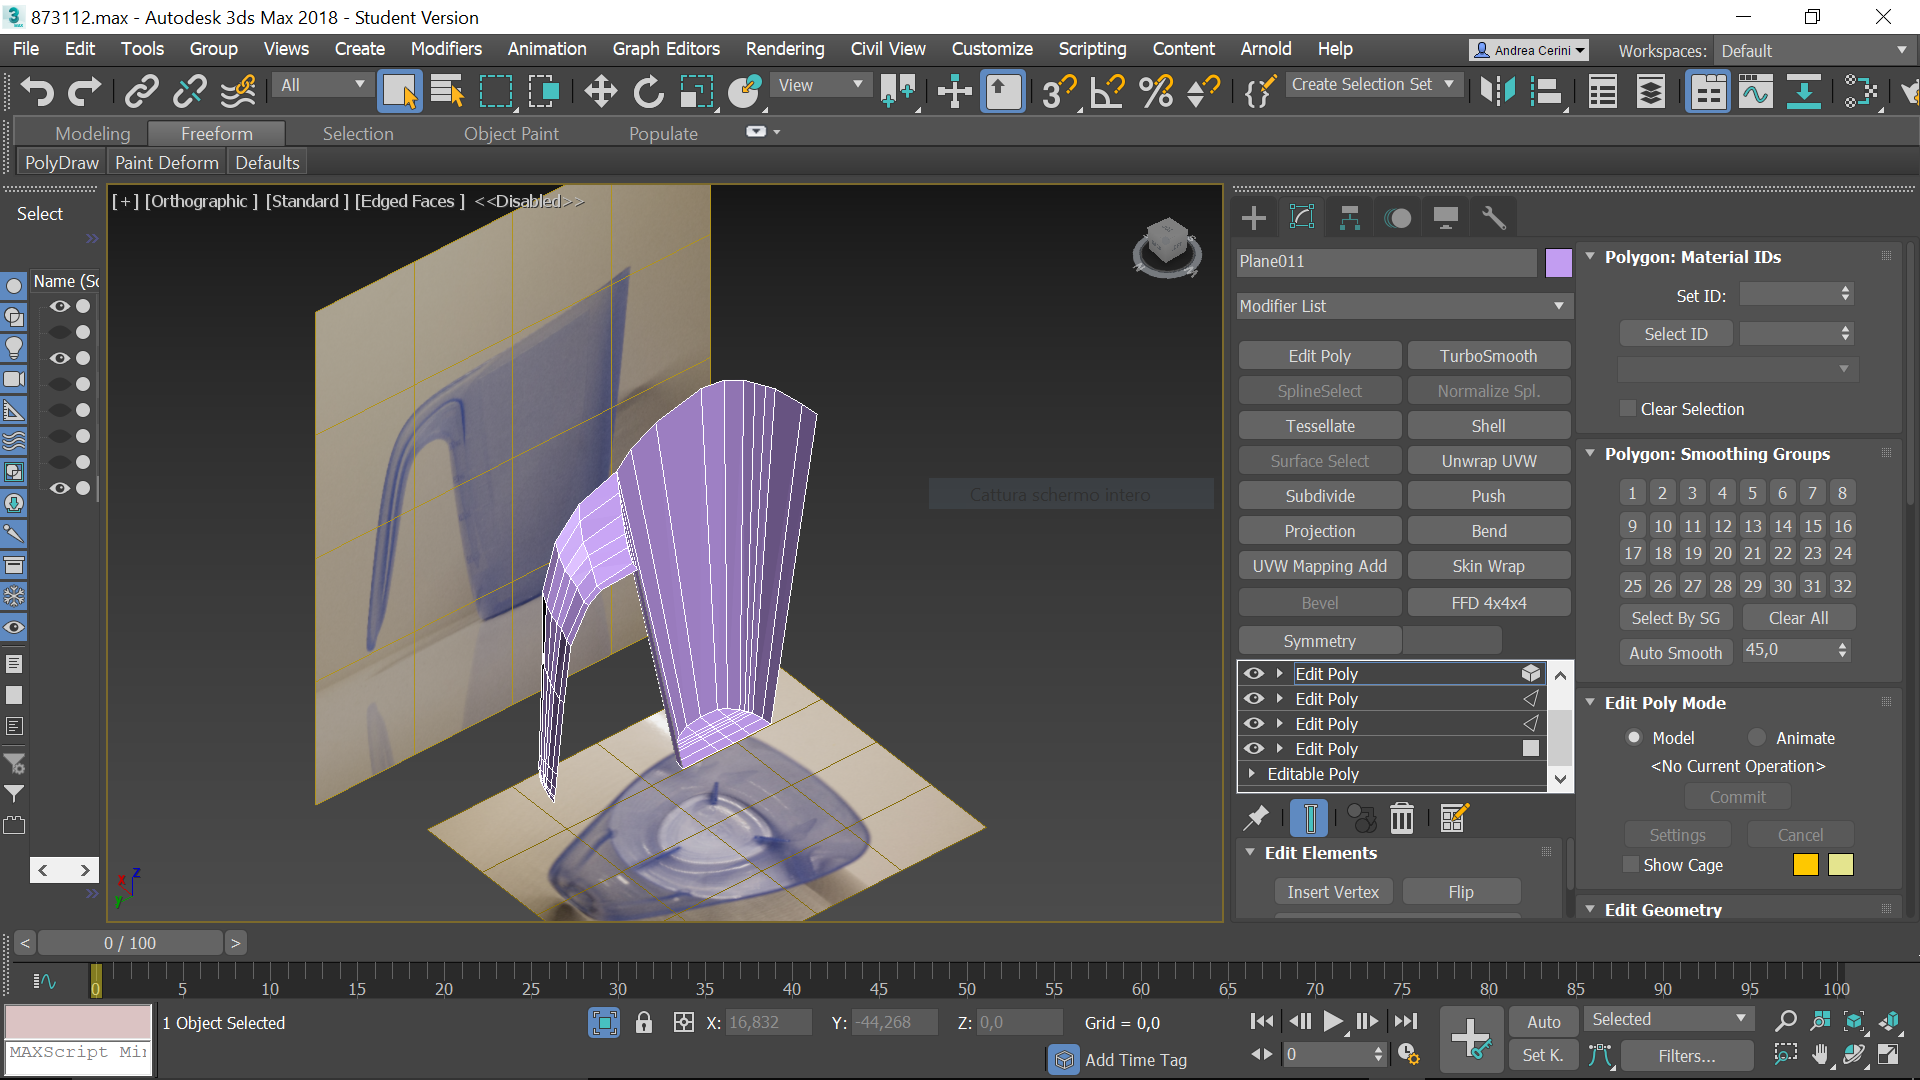 873112.max - Autodesk 3ds Max 2018 - Student Version
File Edit Tools Group Views Create Modifiers Animation Graph Editors Rendering Civil View Customize Scripting Content Arnold Help
Andrea Cerini
Workspaces: Default
All
View
3
Create Selection Set
Modeling Freeform Selection Object Paint Populate
PolyDraw Paint Deform Defaults
[+] [Orthographic ] [Standard ] [Edged Faces ] <<Disabled>>
Select
Name (Sc
Cattura schermo intero
Plane011
Modifier List
Edit Poly TurboSmooth
SplineSelect Normalize Spl.
Tessellate Shell
Surface Select Unwrap UVW
Subdivide Push
Projection Bend
UVW Mapping Add Skin Wrap
Bevel FFD 4x4x4
Symmetry
Edit Poly
Edit Poly
Edit Poly
Edit Poly
Editable Poly
Edit Elements
Insert Vertex Flip
Polygon: Material IDs
Set ID:
Select ID
Clear Selection
Polygon: Smoothing Groups
1 2 3 4 5 6 7 8
9 10 11 12 13 14 15 16
17 18 19 20 21 22 23 24
25 26 27 28 29 30 31 32
Select By SG Clear All
Auto Smooth 45,0
Edit Poly Mode
Model Animate
<No Current Operation>
Commit
Settings Cancel
Show Cage
Edit Geometry
x z
y
< 0 / 100 >
0 5 10 15 20 25 30 35 40 45 50 55 60 65 70 75 80 85 90 95 100
1 Object Selected
X: 16,832 Y: -44,268 Z: 0,0 Grid = 0,0
MAXScript Mi
Add Time Tag
0
Auto Selected
Set K. Filters...